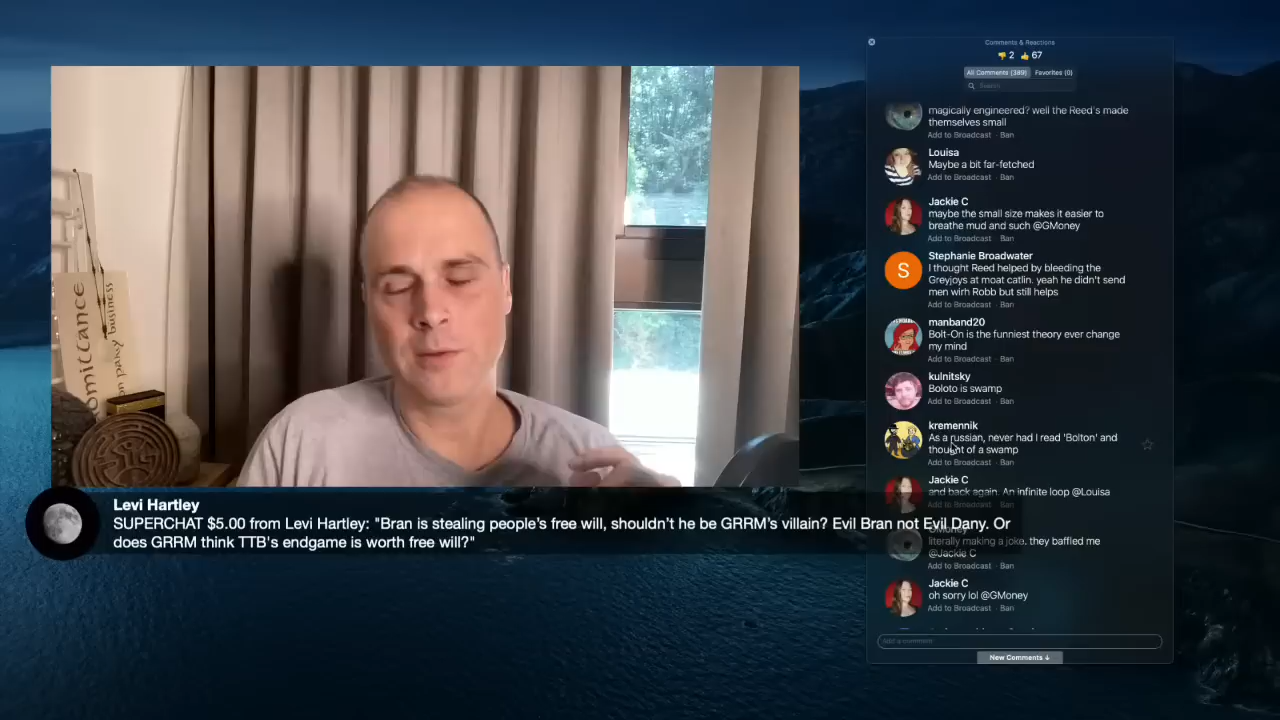 omittance
on pany business
Levi Hartley
SUPERCHAT $5.00 from Levi Hartley: "Bran is stealing people's free will, shouldn't he be GRRM's villain? Evil Bran not Evil Dany. Or
does GRRM think TTB's endgame is worth free will?"
Comments & Reactions
👎 2 👍 67
All Comments (389) Favorites (0)
Search
magically engineered? well the Reed's made
themselves small
Add to Broadcast · Ban
Louisa
Maybe a bit far-fetched
Add to Broadcast · Ban
Jackie C
maybe the small size makes it easier to
breathe mud and such @GMoney
Add to Broadcast · Ban
S
Stephanie Broadwater
I thought Reed helped by bleeding the
Greyjoys at moat catlin. yeah he didn't send
men wirh Robb but still helps
Add to Broadcast · Ban
manband20
Bolt-On is the funniest theory ever change
my mind
Add to Broadcast · Ban
kulnitsky
Boloto is swamp
Add to Broadcast · Ban
kremennik
As a russian, never had I read 'Bolton' and
thought of a swamp
Add to Broadcast · Ban
Jackie C
and back again. An infinite loop @Louisa
literally making a joke. they baffled me
@Jackie C
Add to Broadcast · Ban
Jackie C
oh sorry lol @GMoney
Add to Broadcast · Ban
Add a comment
New Comments ↓